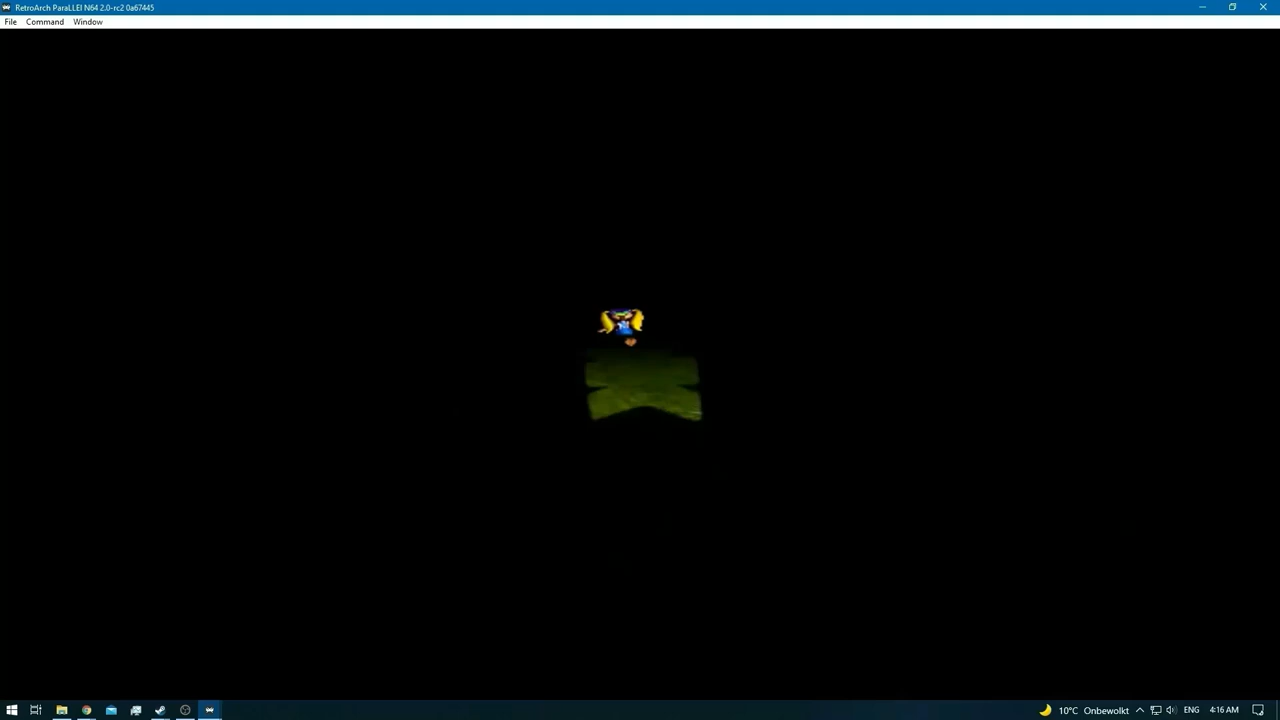 RetroArch ParaLLEl N64 2.0-rc2 0a67445
File Command Window
10°C Onbewolkt ENG 4:16 AM